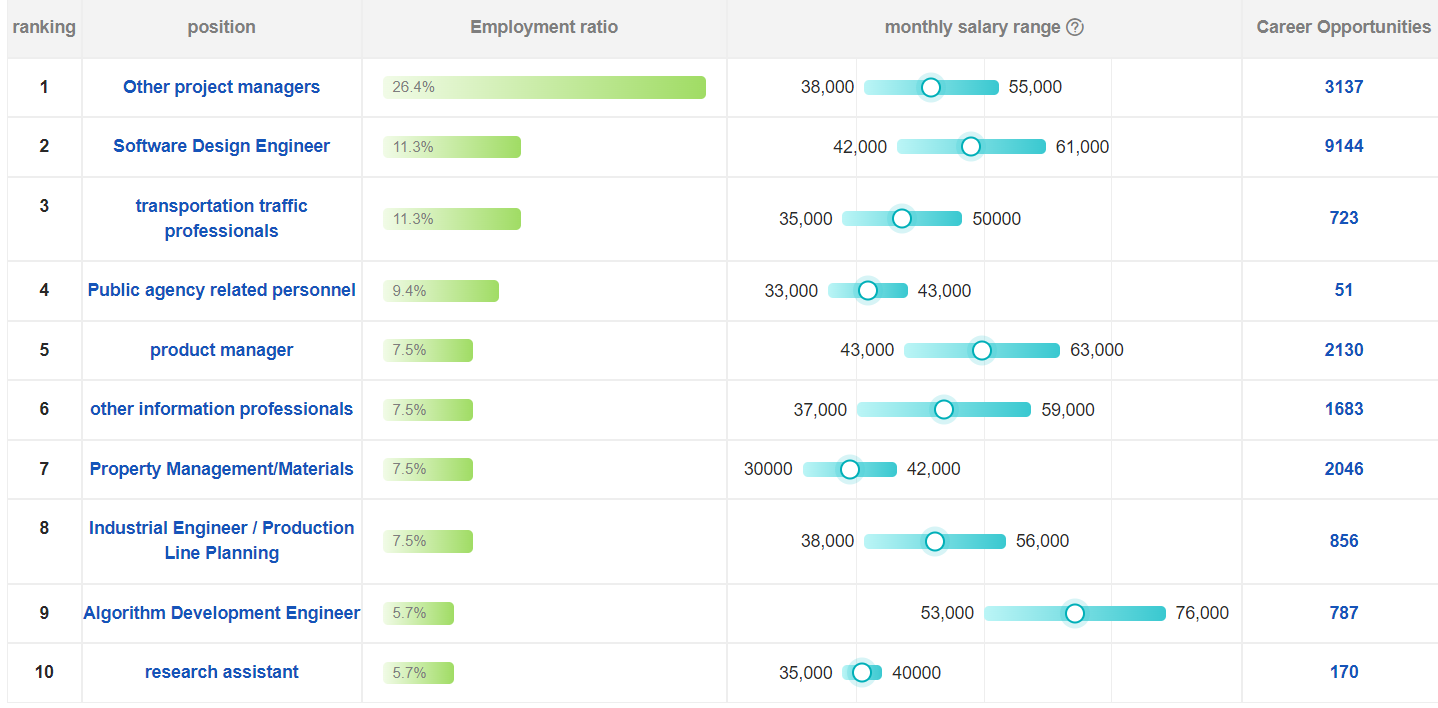 ranking position Employment ratio monthly salary range ? Career Opportunities
1 Other project managers 26.4% 38,000 55,000 3137
2 Software Design Engineer 11.3% 42,000 61,000 9144
3 transportation traffic
professionals 11.3% 35,000 50000 723
4 Public agency related personnel 9.4% 33,000 43,000 51
5 product manager 7.5% 43,000 63,000 2130
6 other information professionals 7.5% 37,000 59,000 1683
7 Property Management/Materials 7.5% 30000 42,000 2046
8 Industrial Engineer / Production
Line Planning 7.5% 38,000 56,000 856
9 Algorithm Development Engineer 5.7% 53,000 76,000 787
10 research assistant 5.7% 35,000 40000 170